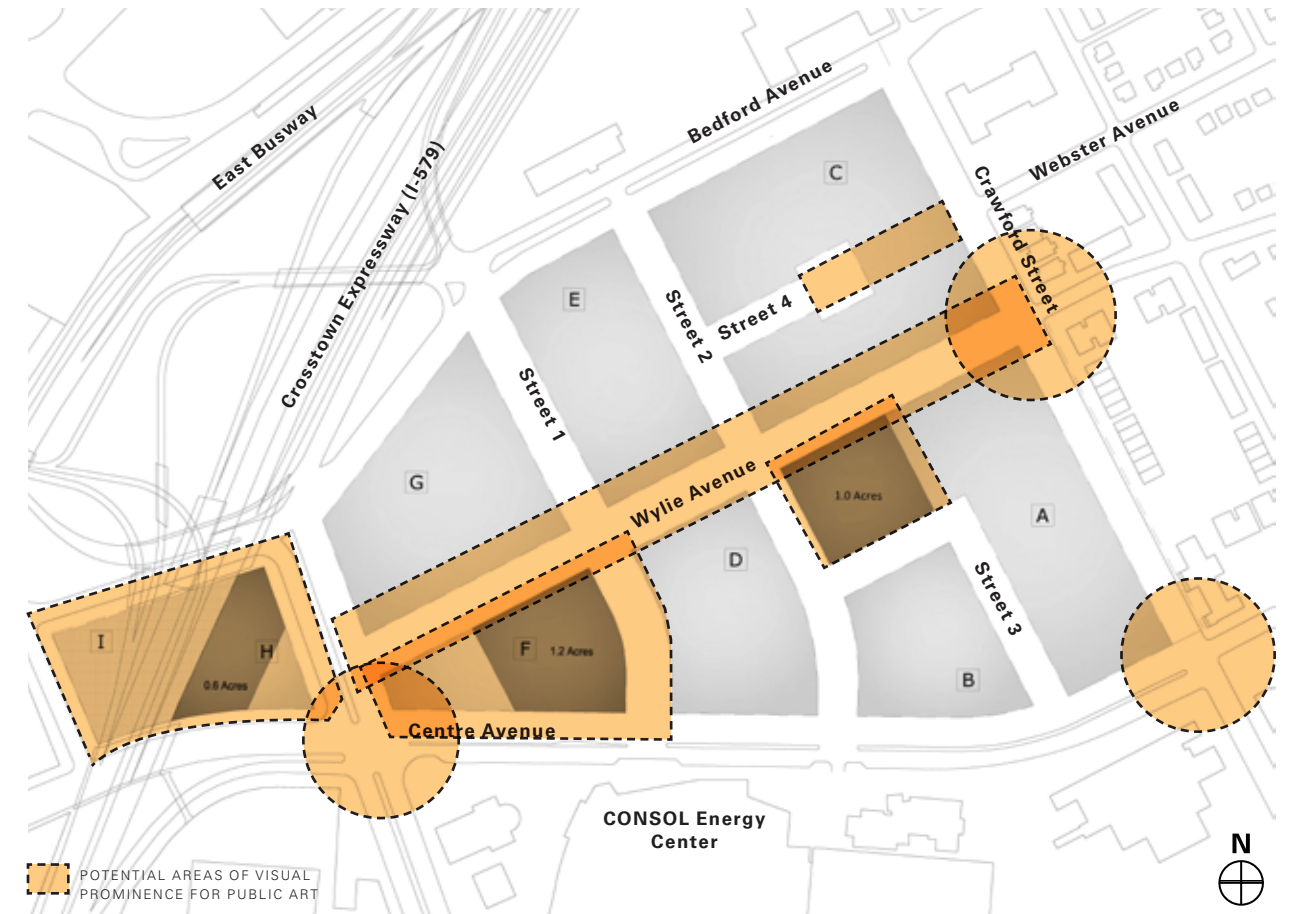 Bedford Avenue
Webster Avenue
East Busway
Crosstown Expressway (I-579)
Crawford Street
C
E
Street 2
Street 4
Street 1
G
Wylie Avenue
1.0 Acres
A
D
Street 3
I
H
0.6 Acres
F
1.2 Acres
B
Centre Avenue
CONSOL Energy
Center
N
POTENTIAL AREAS OF VISUAL
PROMINENCE FOR PUBLIC ART